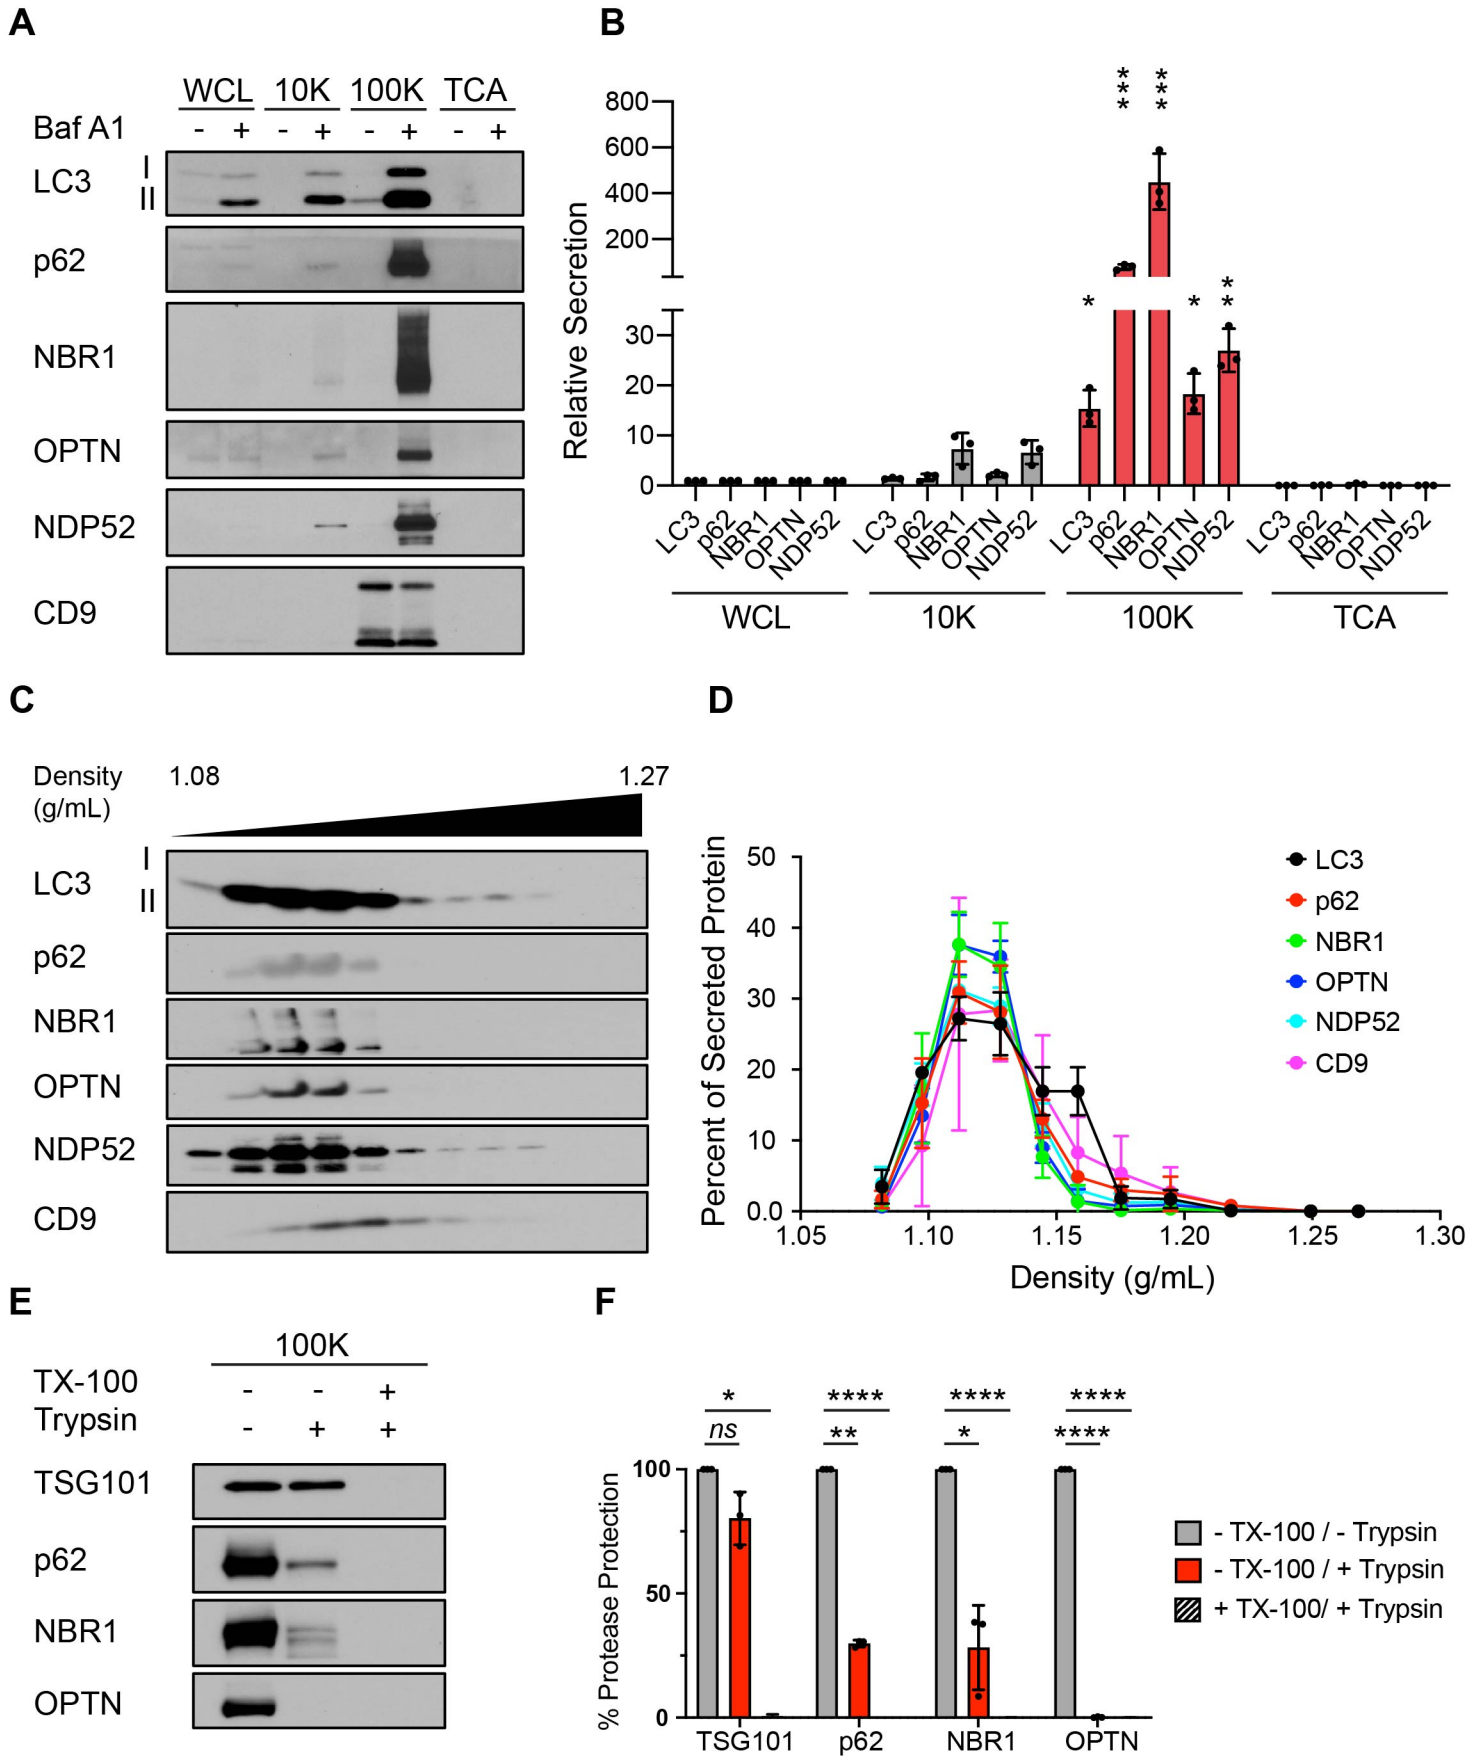 A
WCL 10K 100K TCA
Baf A1 - + - + - + - +
LC3 I
II
p62
NBR1
OPTN
NDP52
CD9
B
Relative Secretion
800
600
400
200
30
20
10
0
* *** *** * **
LC3 p62 NBR1 OPTN NDP52 LC3 p62 NBR1 OPTN NDP52 LC3 p62 NBR1 OPTN NDP52 LC3 p62 NBR1 OPTN NDP52
WCL 10K 100K TCA
C
Density 1.08 1.27
(g/mL)
LC3 I
II
p62
NBR1
OPTN
NDP52
CD9
D
Percent of Secreted Protein
50
40
30
20
10
0.0
1.05 1.10 1.15 1.20 1.25 1.30
Density (g/mL)
LC3
p62
NBR1
OPTN
NDP52
CD9
E
100K
TX-100 - - +
Trypsin - + +
TSG101
p62
NBR1
OPTN
F
% Protease Protection
* **** **** ****
ns ** * ****
100
50
0
TSG101 p62 NBR1 OPTN
- TX-100 / - Trypsin
- TX-100 / + Trypsin
+ TX-100/ + Trypsin